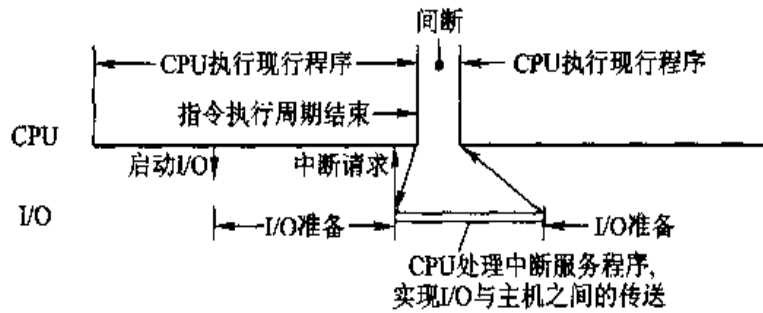 间断
CPU执行现行程序
CPU执行现行程序
指令执行周期结束
CPU
启动I/O
中断请求
I/O
I/O准备
I/O准备
CPU处理中断服务程序,
实现I/O与主机之间的传送